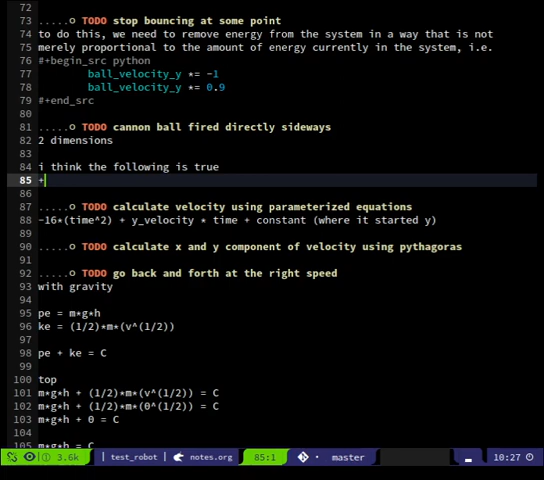 72
73 .....o TODO stop bouncing at some point
74 to do this, we need to remove energy from the system in a way that is not
75 merely proportional to the amount of energy currently in the system, i.e.
76 #+begin_src python
77 ball_velocity_y *= -1
78 ball_velocity_y *= 0.9
79 #+end_src
80
81 .....o TODO cannon ball fired directly sideways
82 2 dimensions
83
84 i think the following is true
85 +
86
87 .....o TODO calculate velocity using parameterized equations
88 -16*(time^2) + y_velocity * time + constant (where it started y)
89
90 .....o TODO calculate x and y component of velocity using pythagoras
91
92 .....o TODO go back and forth at the right speed
93 with gravity
94
95 pe = m*g*h
96 ke = (1/2)*m*(v^(1/2))
97
98 pe + ke = C
99
100 top
101 m*g*h + (1/2)*m*(v^(1/2)) = C
102 m*g*h + (1/2)*m*(0^(1/2)) = C
103 m*g*h + 0 = C
104
105 m*g*h = C
① 3.6k | test_robot | notes.org 85:1 master 10:27